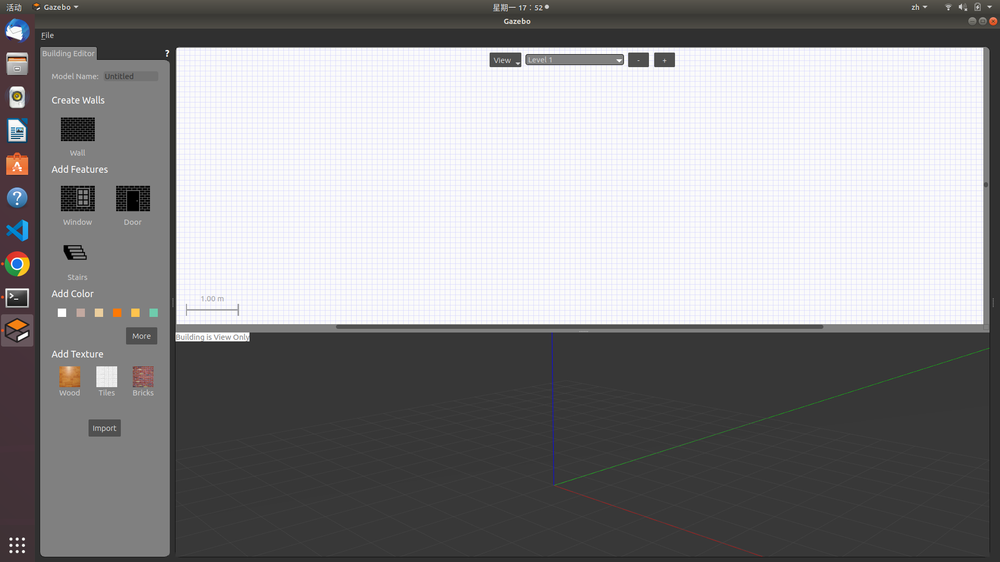 活动 Gazebo 星期一 17：52 zh
Gazebo
File
Building Editor ?
View Level 1 - +
Model Name: Untitled
Create Walls
Wall
Add Features
Window Door
Stairs
Add Color
More
Add Texture
Wood Tiles Bricks
Import
1.00 m
Building is View Only